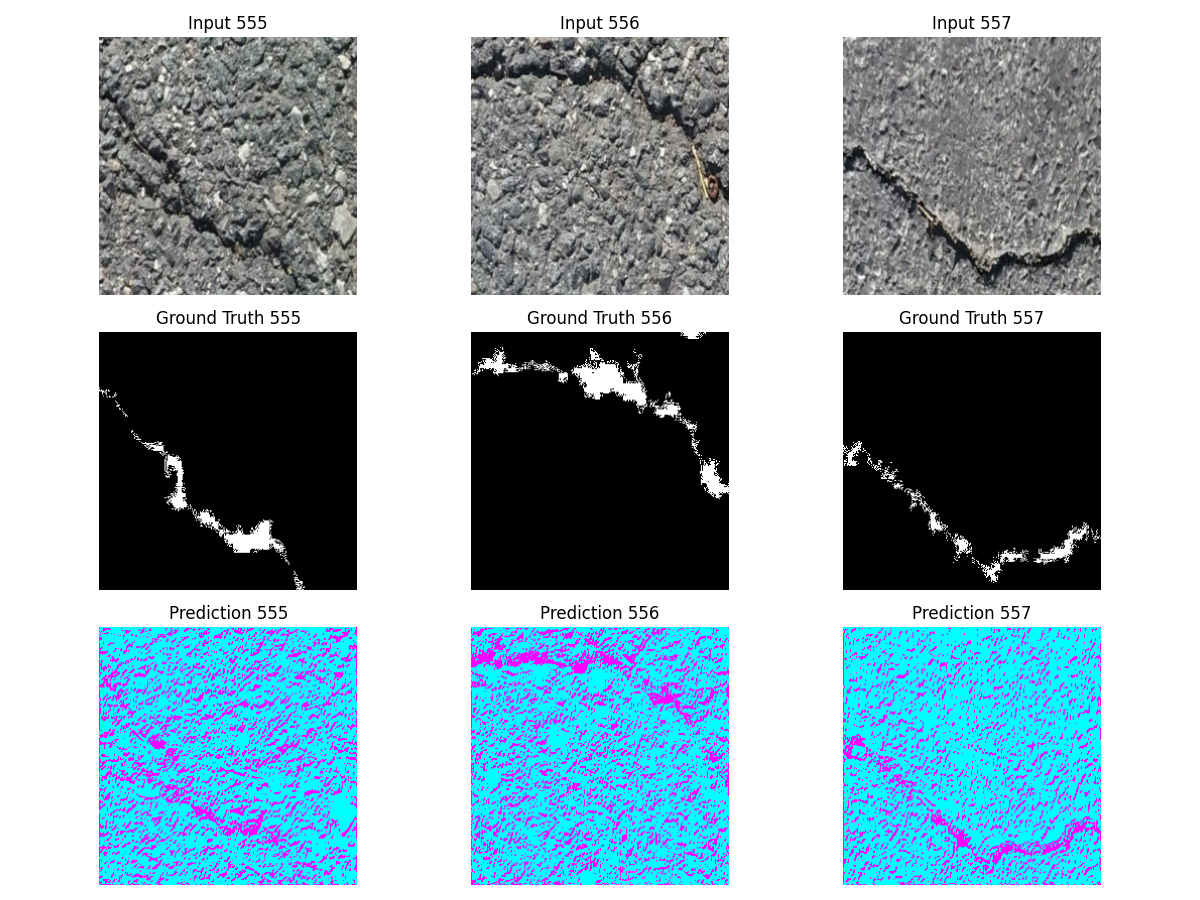 Input 555
Input 556
Input 557
Ground Truth 555
Ground Truth 556
Ground Truth 557
Prediction 555
Prediction 556
Prediction 557